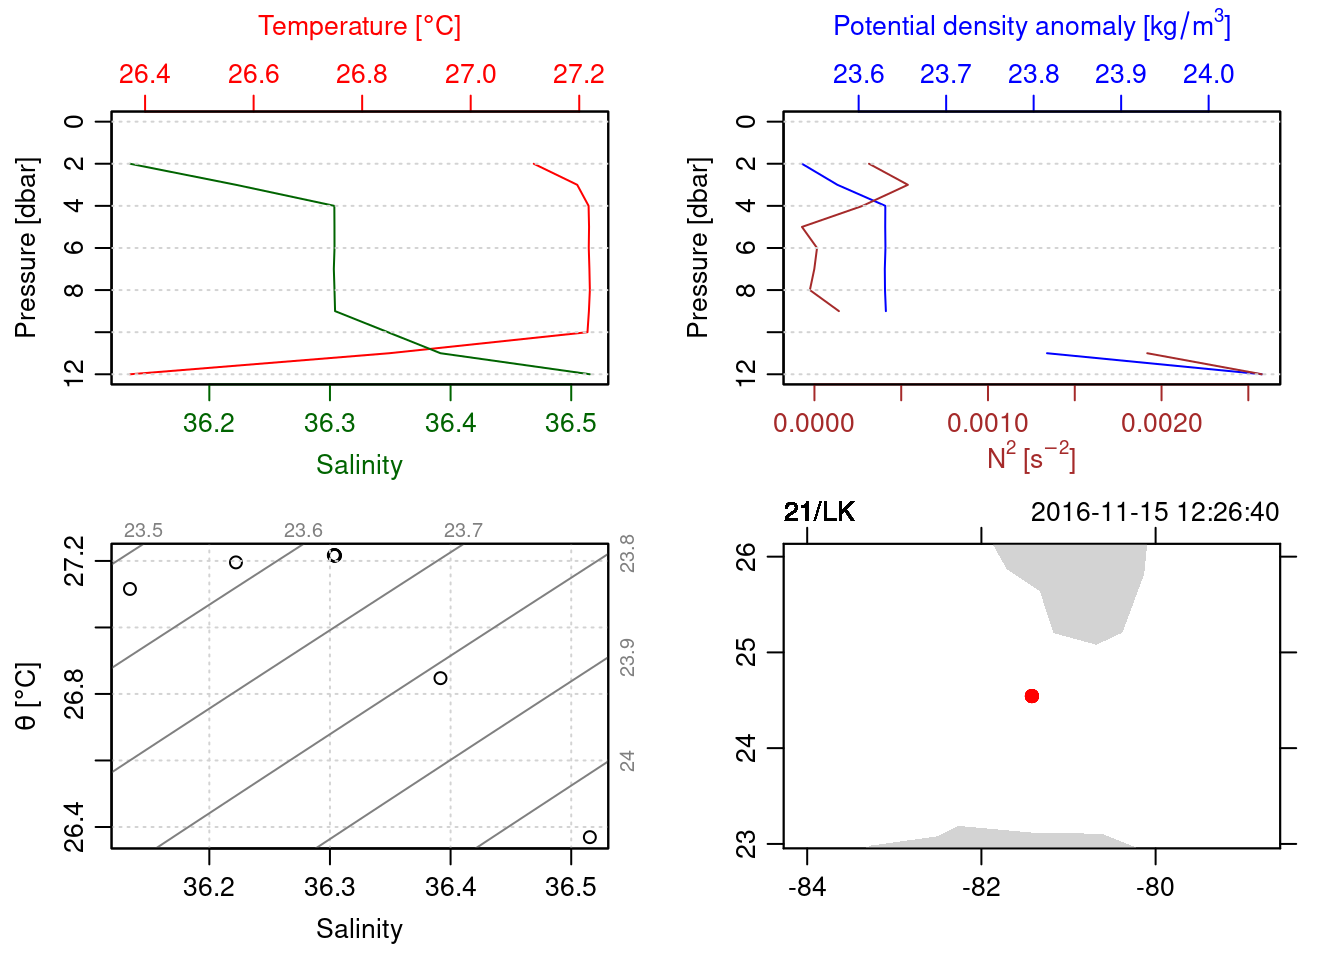 Temperature [°C]
26.4 26.6 26.8 27.0 27.2
Pressure [dbar]
0 2 4 6 8 12
36.2 36.3 36.4 36.5
Salinity
Potential density anomaly [kg/m³]
23.6 23.7 23.8 23.9 24.0
Pressure [dbar]
0 2 4 6 8 12
0.0000 0.0010 0.0020
N² [s⁻²]
23.5 23.6 23.7
23.8
23.9
24
θ [°C]
27.2 26.8 26.4
36.2 36.3 36.4 36.5
Salinity
21/LK 2016-11-15 12:26:40
26 25 24 23
-84 -82 -80